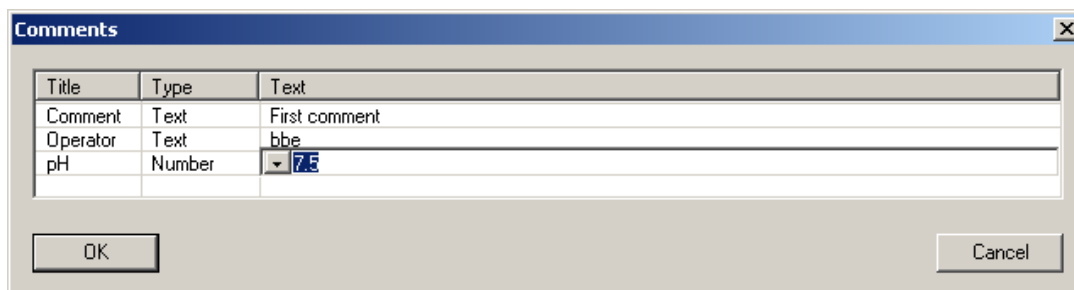 Comments
Title Type Text
Comment Text First comment
Operator Text bbe
pH Number 7.5
OK Cancel